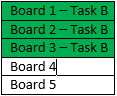 Board 1 – Task B
Board 2 – Task B
Board 3 – Task B
Board 4
Board 5